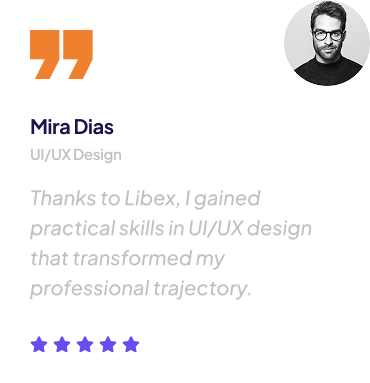 Mira Dias
UI/UX Design
Thanks to Libex, I gained
practical skills in UI/UX design
that transformed my
professional trajectory.